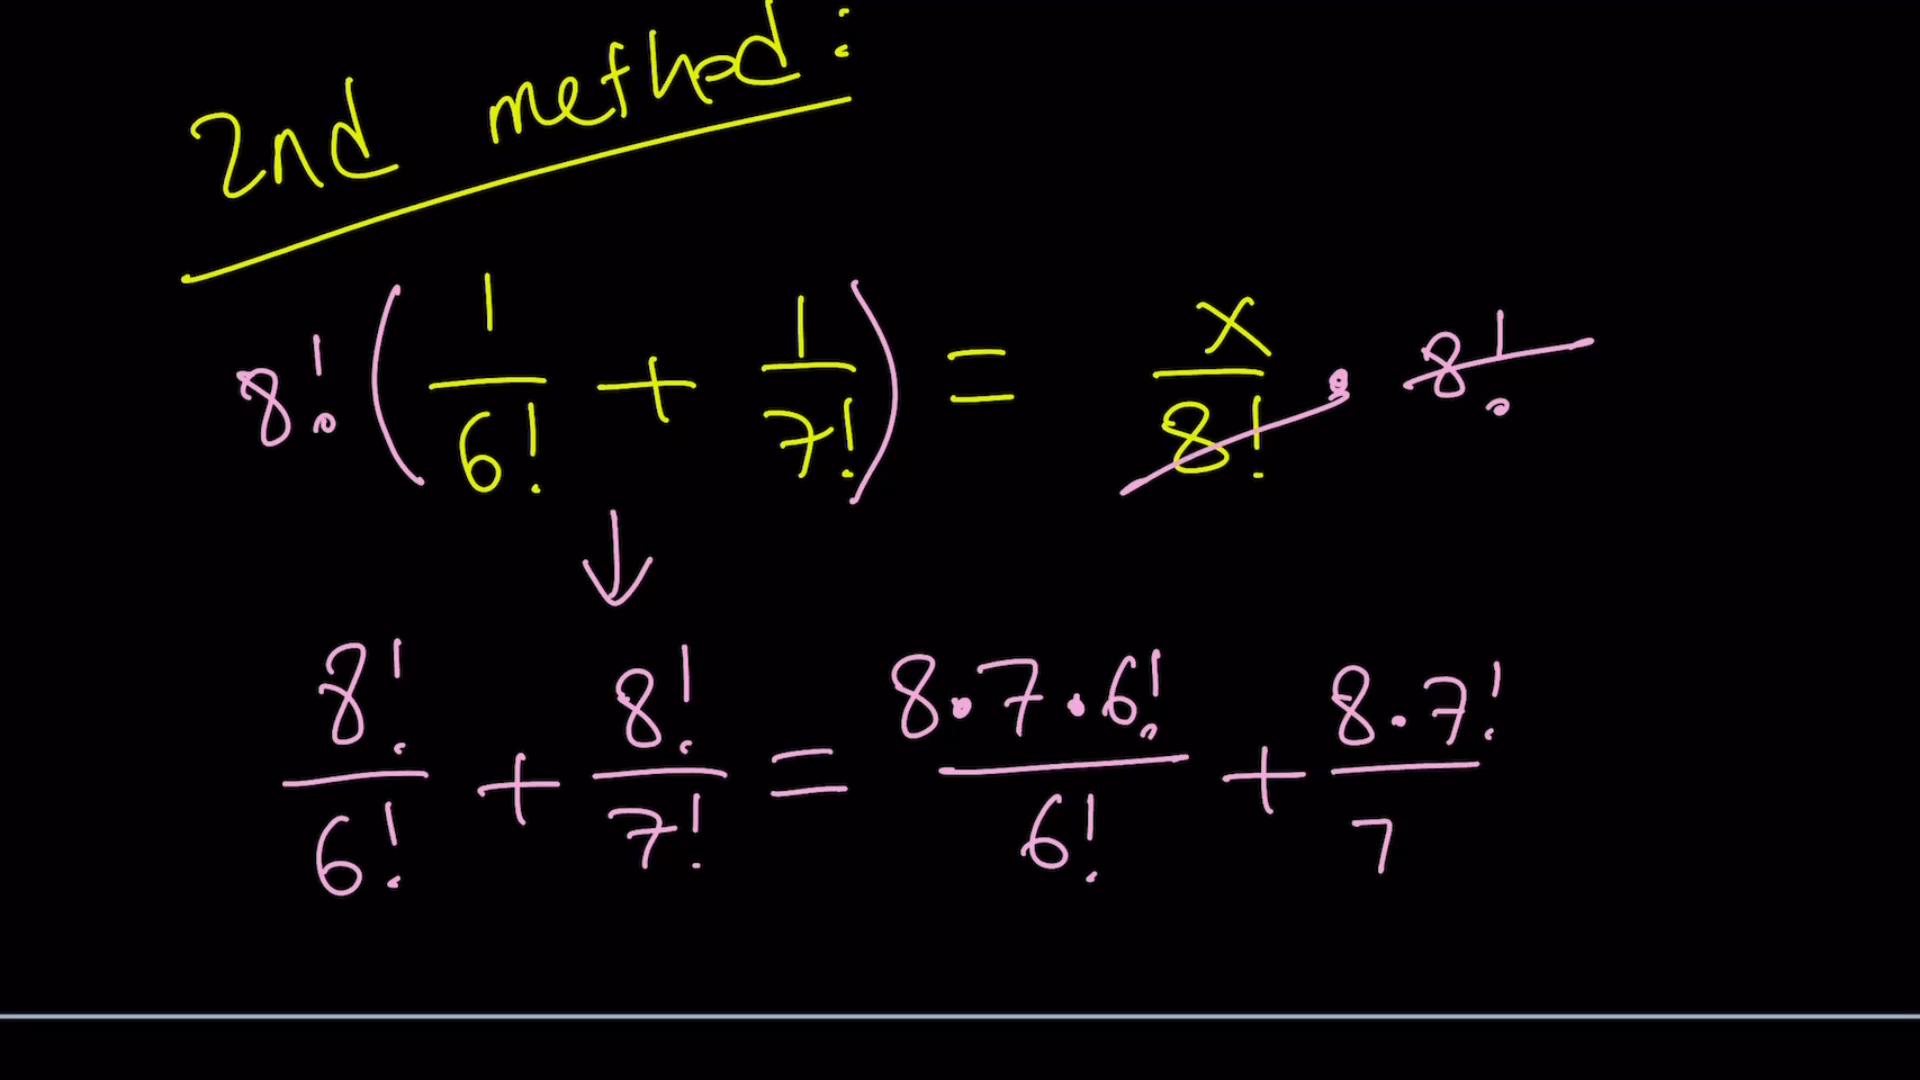 2nd method:
8! ( 1/6! + 1/7! ) = x/8! · 8!
↓
8!/6! + 8!/7! = 8·7·6!/6! + 8·7!/7